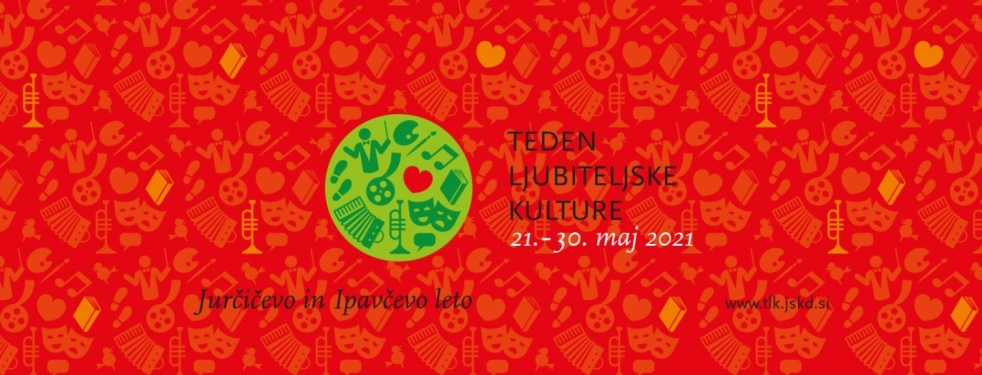 TEDEN
LJUBITELJSKE
KULTURE
21.–30. maj 2021
Jurčičevo in Ipavčevo leto
www.tlk.jskd.si